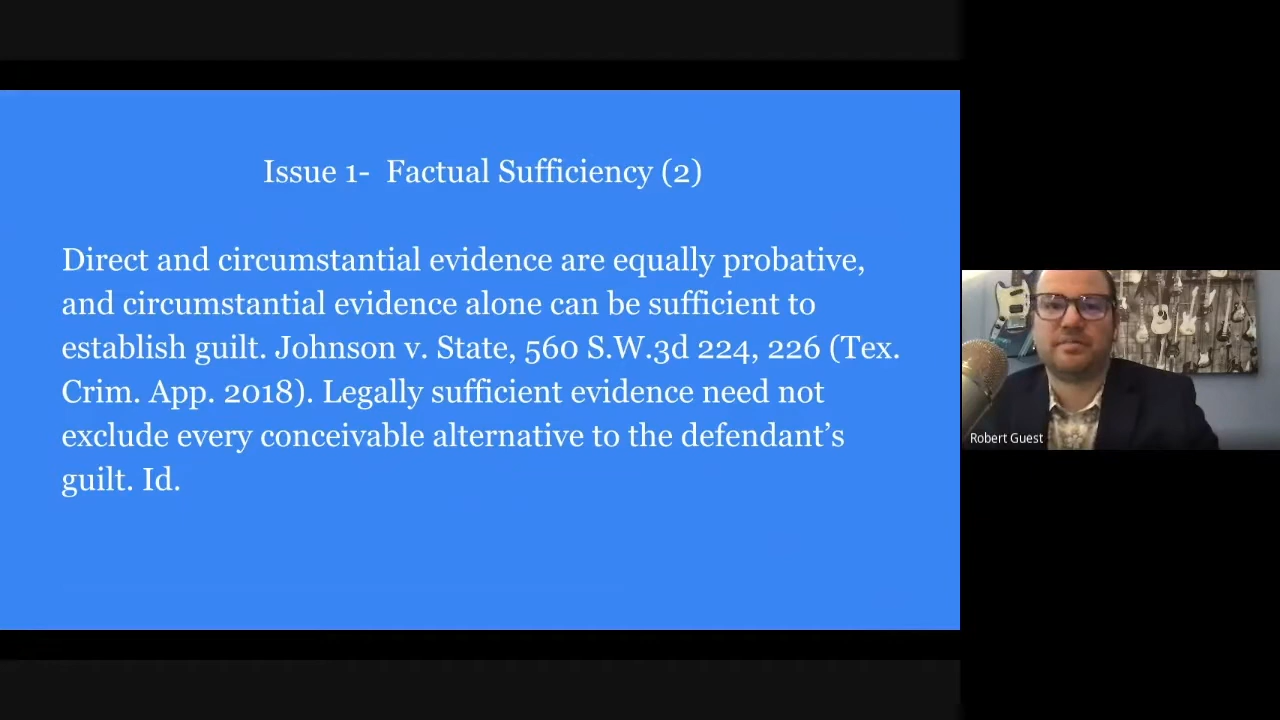 Issue 1-  Factual Sufficiency (2)
Direct and circumstantial evidence are equally probative,
and circumstantial evidence alone can be sufficient to
establish guilt. Johnson v. State, 560 S.W.3d 224, 226 (Tex.
Crim. App. 2018). Legally sufficient evidence need not
exclude every conceivable alternative to the defendant’s
guilt. Id.
Robert Guest